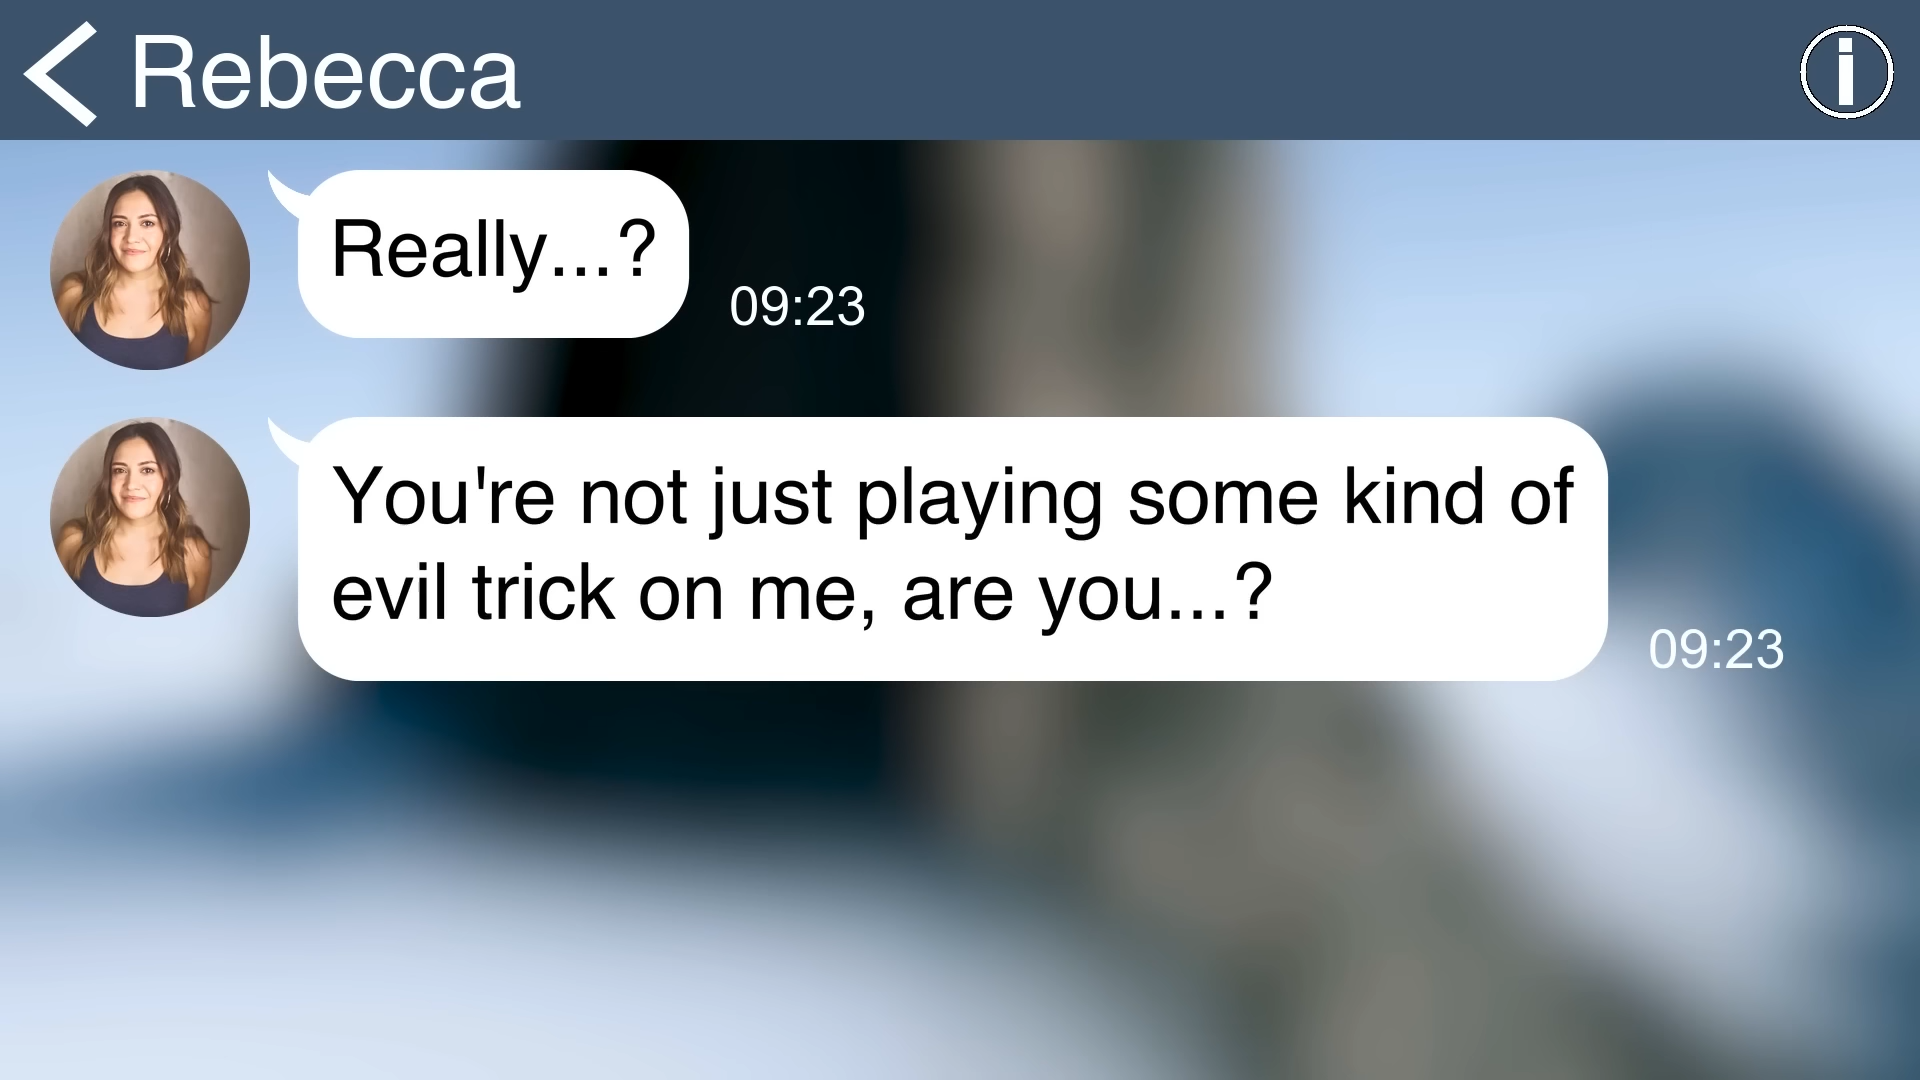 Rebecca
Really...?
09:23
You're not just playing some kind of
evil trick on me, are you...?
09:23